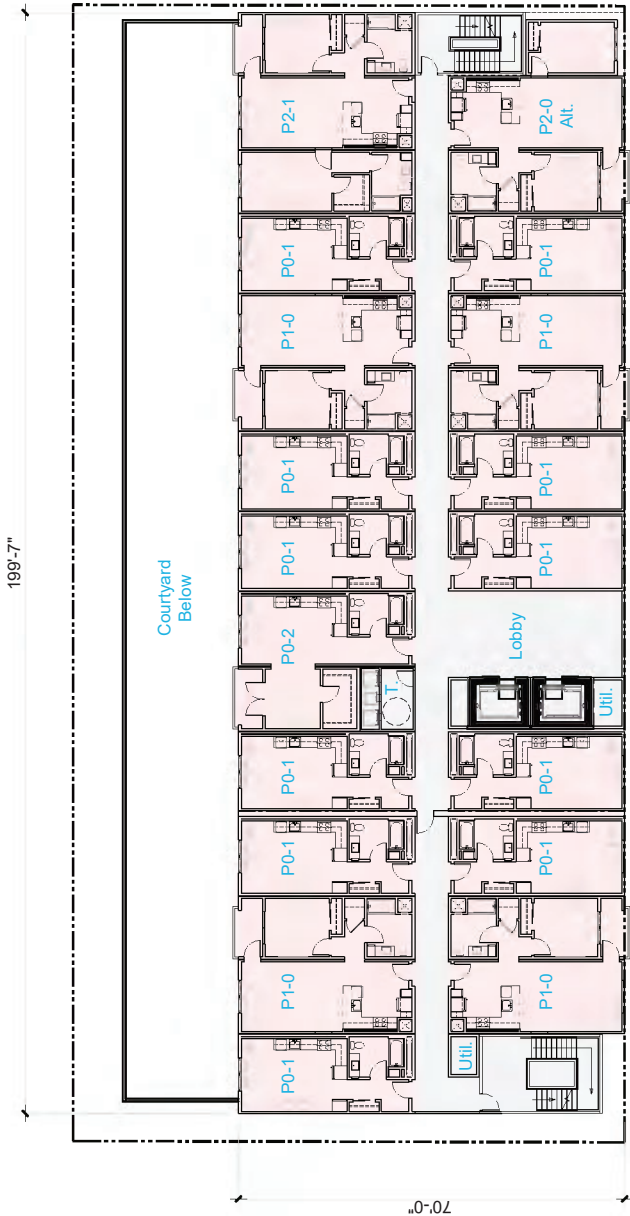 199'-7"
Courtyard
Below
P0-1
P1-0
P0-1
P0-1
P0-2
P0-1
P0-1
P1-0
P0-1
P2-1
T.
70'-0"
Util.
P1-0
P0-1
P0-1
Util.
Lobby
P0-1
P0-1
P1-0
P0-1
P2-0
Alt.